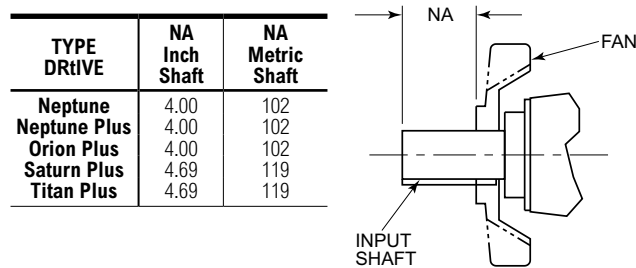 TYPE DRtIVE	NA Inch Shaft	NA Metric Shaft
Neptune	4.00	102
Neptune Plus	4.00	102
Orion Plus	4.00	102
Saturn Plus	4.69	119
Titan Plus	4.69	119
NA
FAN
INPUT
SHAFT